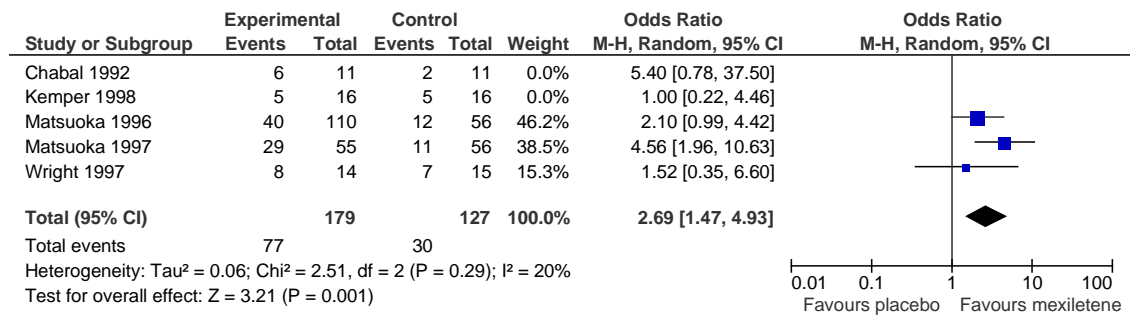 Experimental Control Odds Ratio Odds Ratio
Study or Subgroup Events Total Events Total Weight M-H, Random, 95% CI M-H, Random, 95% CI
Chabal 1992 6 11 2 11 0.0% 5.40 [0.78, 37.50]
Kemper 1998 5 16 5 16 0.0% 1.00 [0.22, 4.46]
Matsuoka 1996 40 110 12 56 46.2% 2.10 [0.99, 4.42]
Matsuoka 1997 29 55 11 56 38.5% 4.56 [1.96, 10.63]
Wright 1997 8 14 7 15 15.3% 1.52 [0.35, 6.60]
Total (95% CI) 179 127 100.0% 2.69 [1.47, 4.93]
Total events 77 30
Heterogeneity: Tau² = 0.06; Chi² = 2.51, df = 2 (P = 0.29); I² = 20%
Test for overall effect: Z = 3.21 (P = 0.001)
0.01 0.1 1 10 100
Favours placebo Favours mexiletene